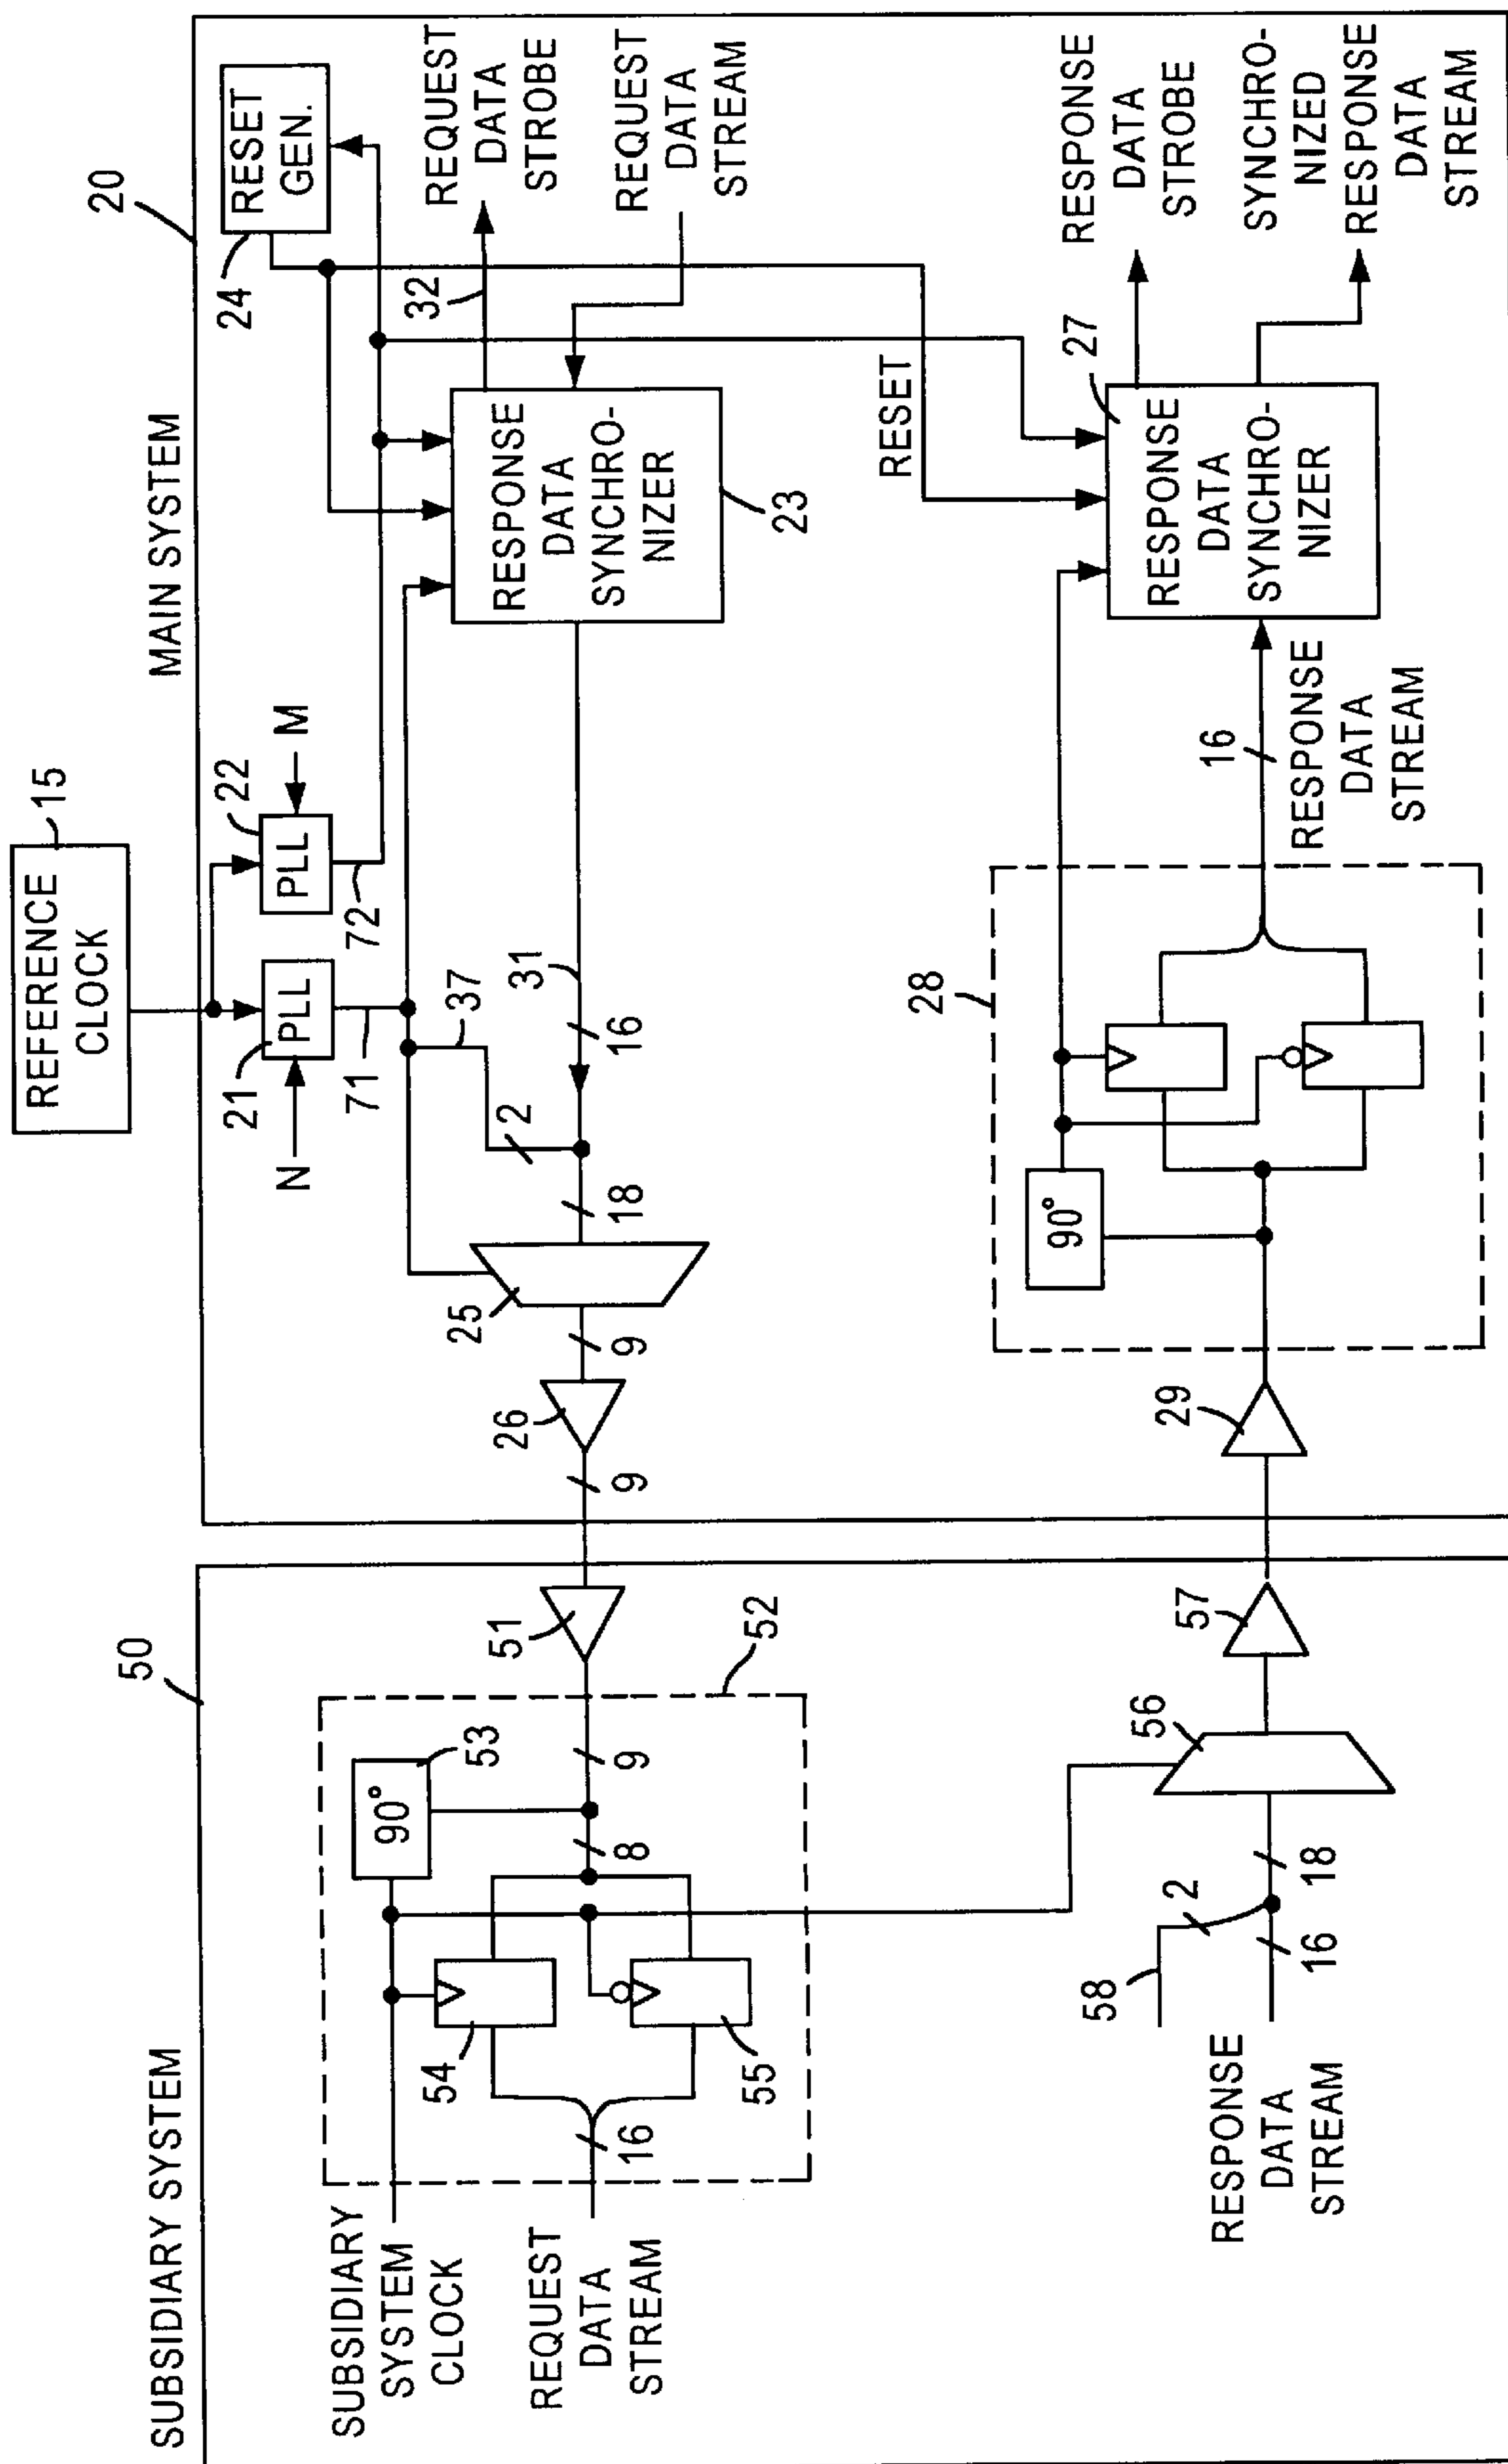 REFERENCE
CLOCK
15
MAIN SYSTEM
20
N
21
PLL
71
22
PLL
M
72
RESET
GEN.
24
37
2
31
16
18
25
9
26
9
RESPONSE
DATA
SYNCHRO-
NIZER
23
32
REQUEST
DATA
STROBE
REQUEST
DATA
STREAM
RESET
SUBSIDIARY SYSTEM
50
51
52
53
90°
9
8
54
55
16
SUBSIDIARY
SYSTEM
CLOCK
REQUEST
DATA
STREAM
58
2
16
18
56
57
RESPONSE
DATA
STREAM
29
28
90°
16
RESPONSE
DATA
STREAM
27
RESPONSE
DATA
SYNCHRO-
NIZER
RESPONSE
DATA
STROBE
SYNCHRO-
NIZED
RESPONSE
DATA
STREAM